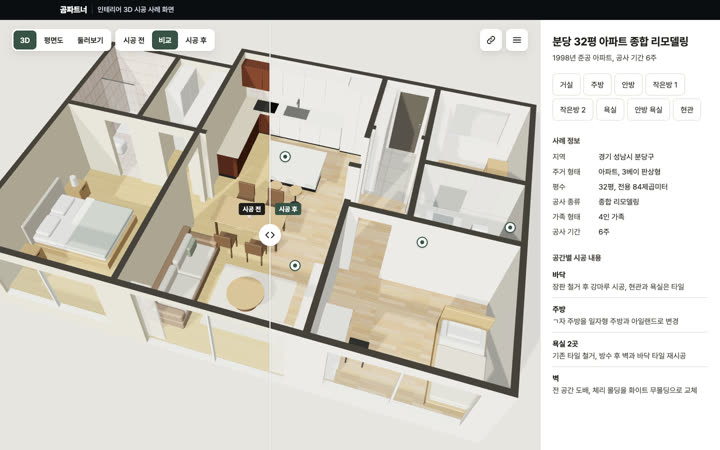 곰파트너 인테리어 3D 시공 사례 화면
3D 평면도 둘러보기 시공 전 비교 시공 후
시공 전 시공 후
분당 32평 아파트 종합 리모델링
1998년 준공 아파트, 공사 기간 6주
거실 주방 안방 작은방 1
작은방 2 욕실 안방 욕실 현관
사례 정보
지역 경기 성남시 분당구
주거 형태 아파트, 3베이 판상형
평수 32평, 전용 84제곱미터
공사 종류 종합 리모델링
가족 형태 4인 가족
공사 기간 6주
공간별 시공 내용
바닥
장판 철거 후 강마루 시공, 현관과 욕실은 타일
주방
ㄱ자 주방을 일자형 주방과 아일랜드로 변경
욕실 2곳
기존 타일 철거, 방수 후 벽과 바닥 타일 재시공
벽
전 공간 도배, 체리 몰딩을 화이트 무몰딩으로 교체